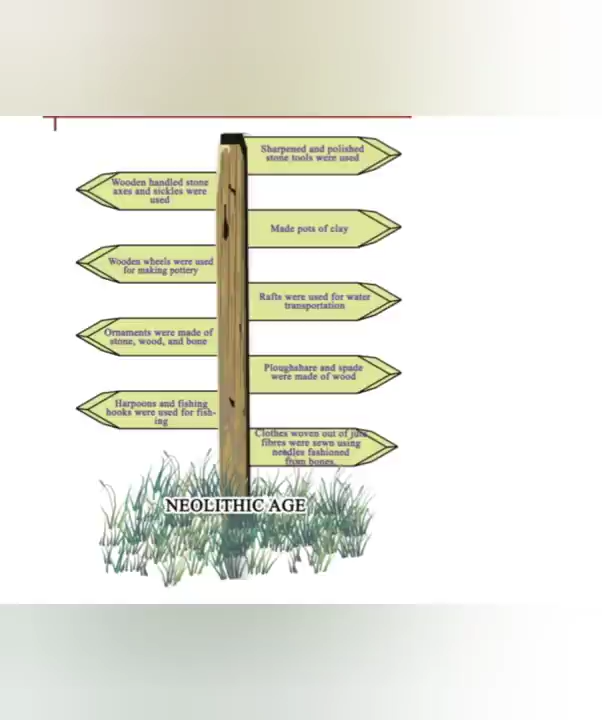 Sharpened and polished
stone tools were used
Wooden handled stone
axes and sickles were
used
Made pots of clay
Wooden wheels were used
for making pottery
Rafts were used for water
transportation
Ornaments were made of
stone, wood, and bone
Ploughshare and spade
were made of wood
Harpoons and fishing
hooks were used for fish-
ing
Clothes woven out of jute
fibres were sewn using
needles fashioned
from bones.
NEOLITHIC AGE